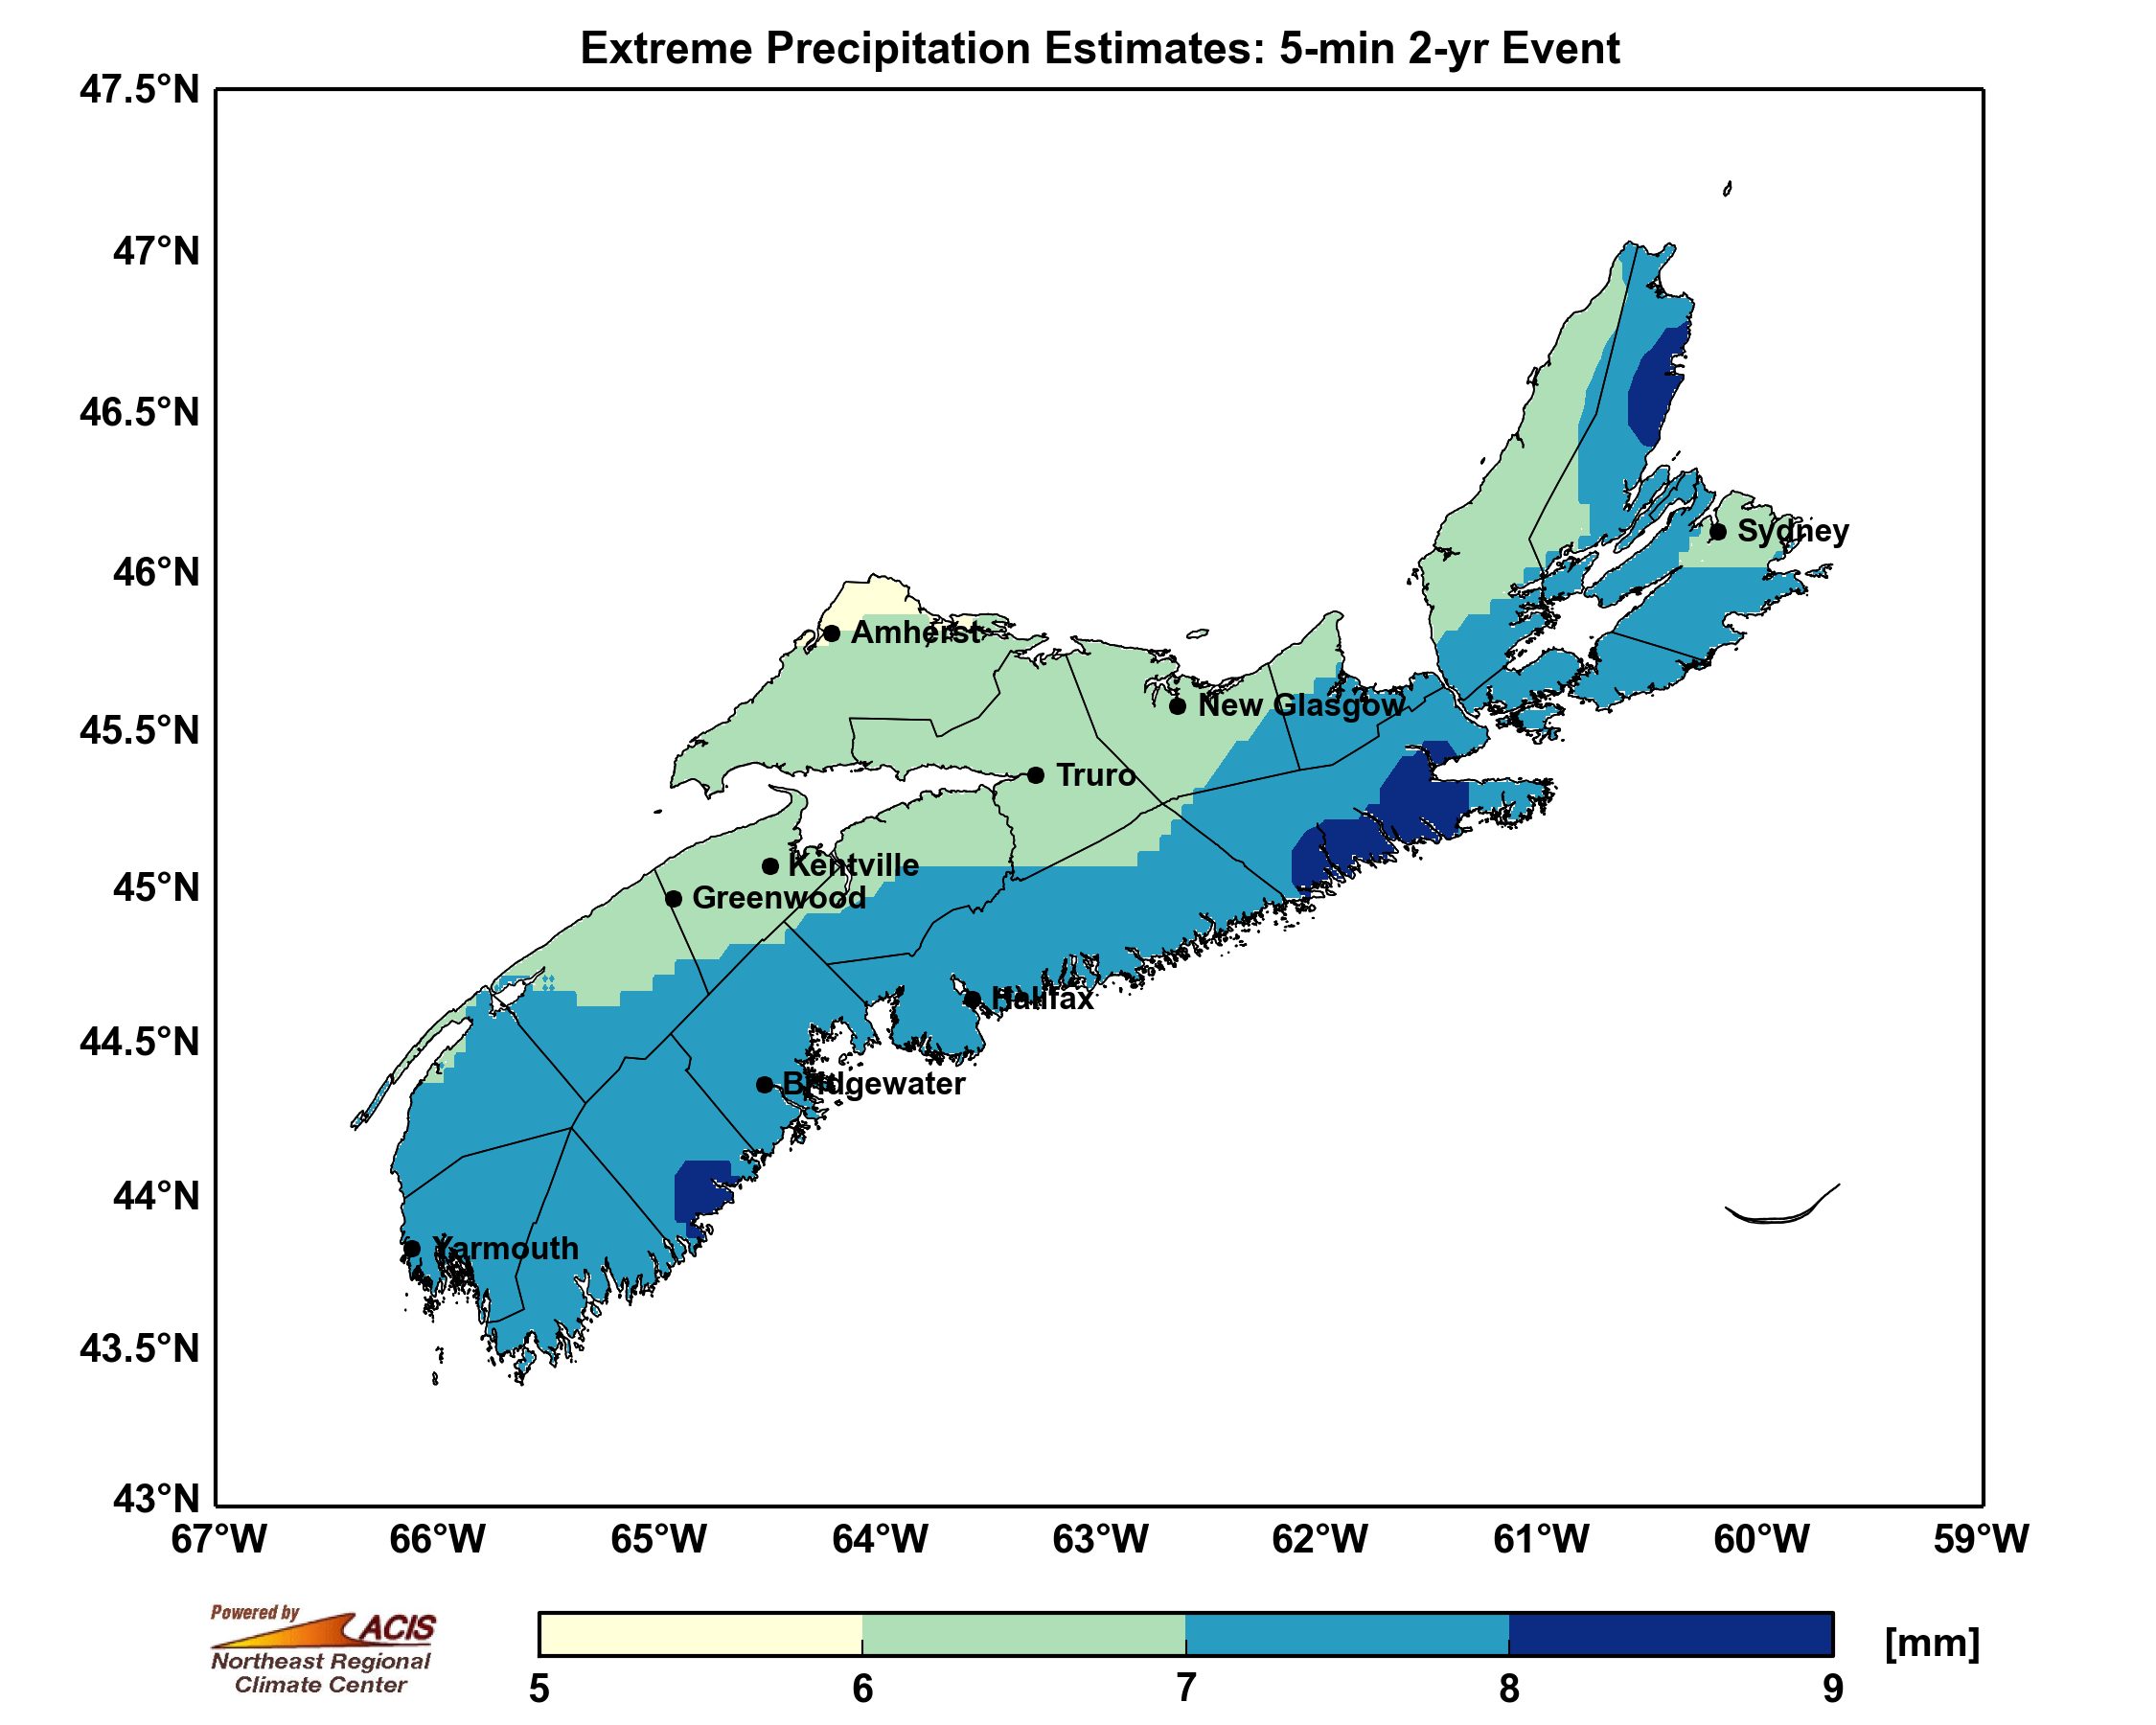 Extreme Precipitation Estimates: 5-min 2-yr Event
47.5°N
47°N
46.5°N
46°N
45.5°N
45°N
44.5°N
44°N
43.5°N
43°N
Sydney
Amherst
New Glasgow
Truro
Kentville
Greenwood
Halifax
Bridgewater
Yarmouth
67°W 66°W 65°W 64°W 63°W 62°W 61°W 60°W 59°W
Powered by
ACIS
Northeast Regional
Climate Center
[mm]
5 6 7 8 9